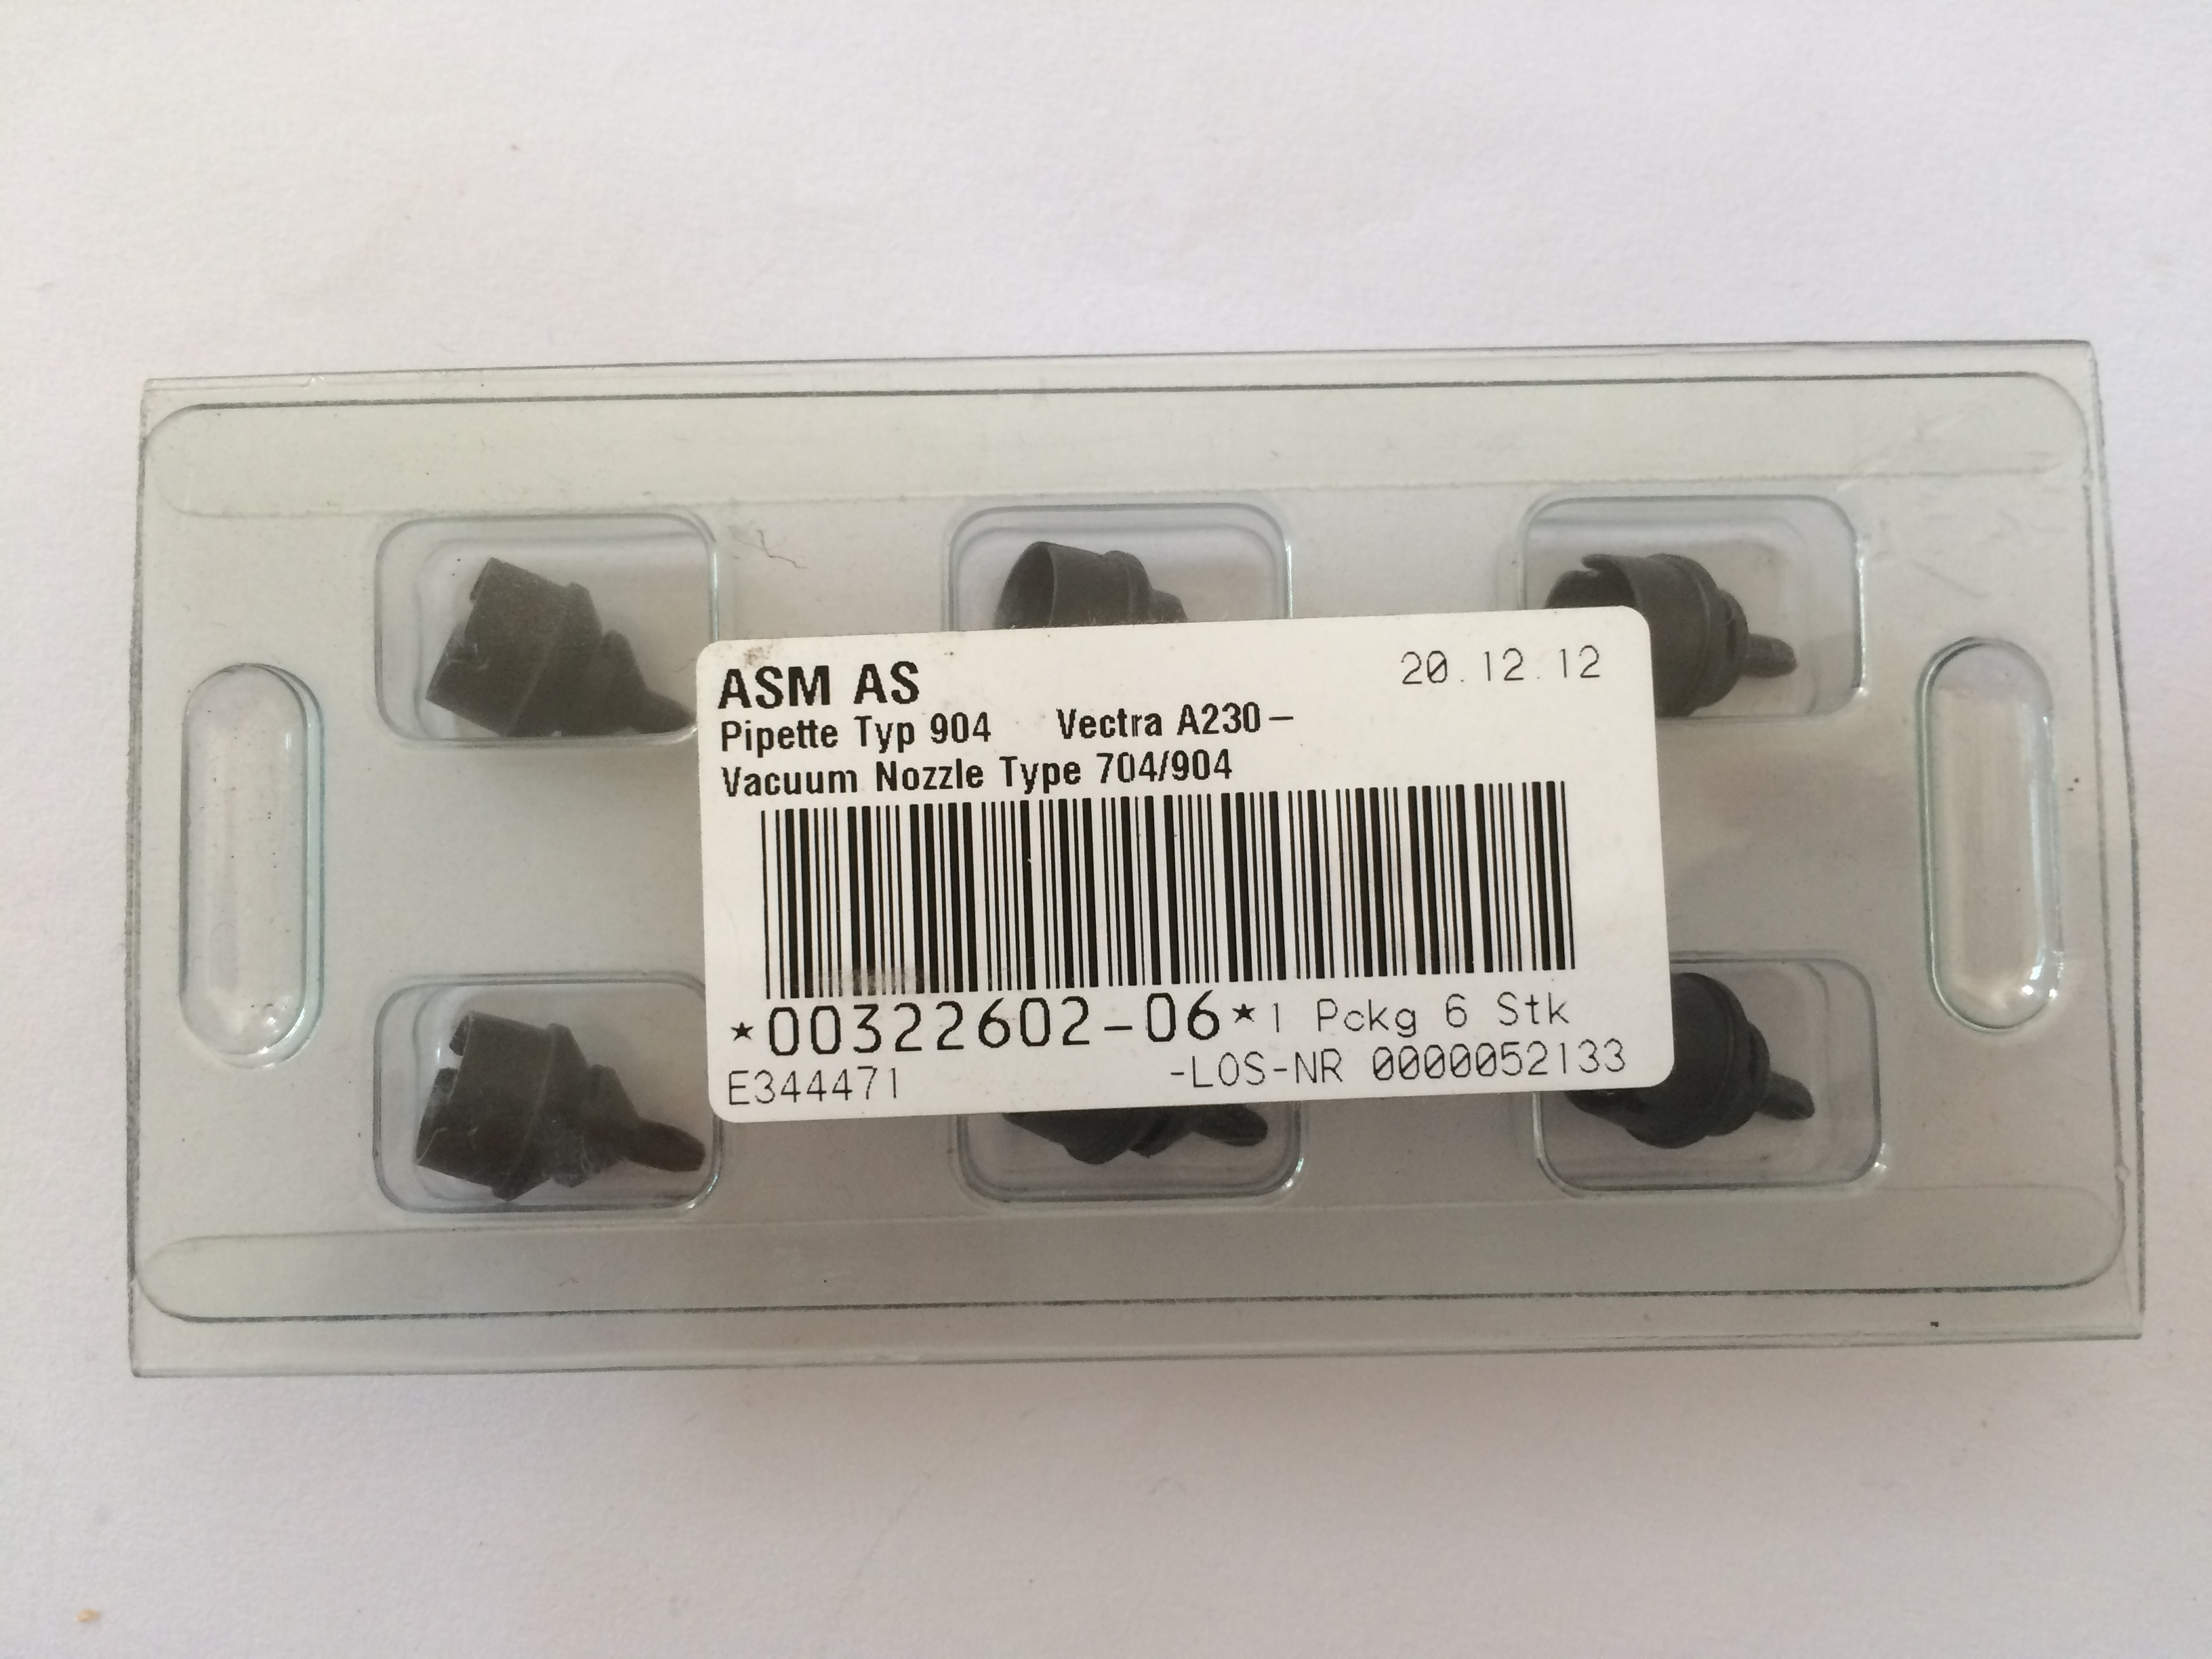 ASM AS 20.12.12
Pipette Typ 904 Vectra A230-
Vacuum Nozzle Type 704/904
*00322602-06* 1 Pckg 6 Stk
E344471 -LOS-NR 0000052133